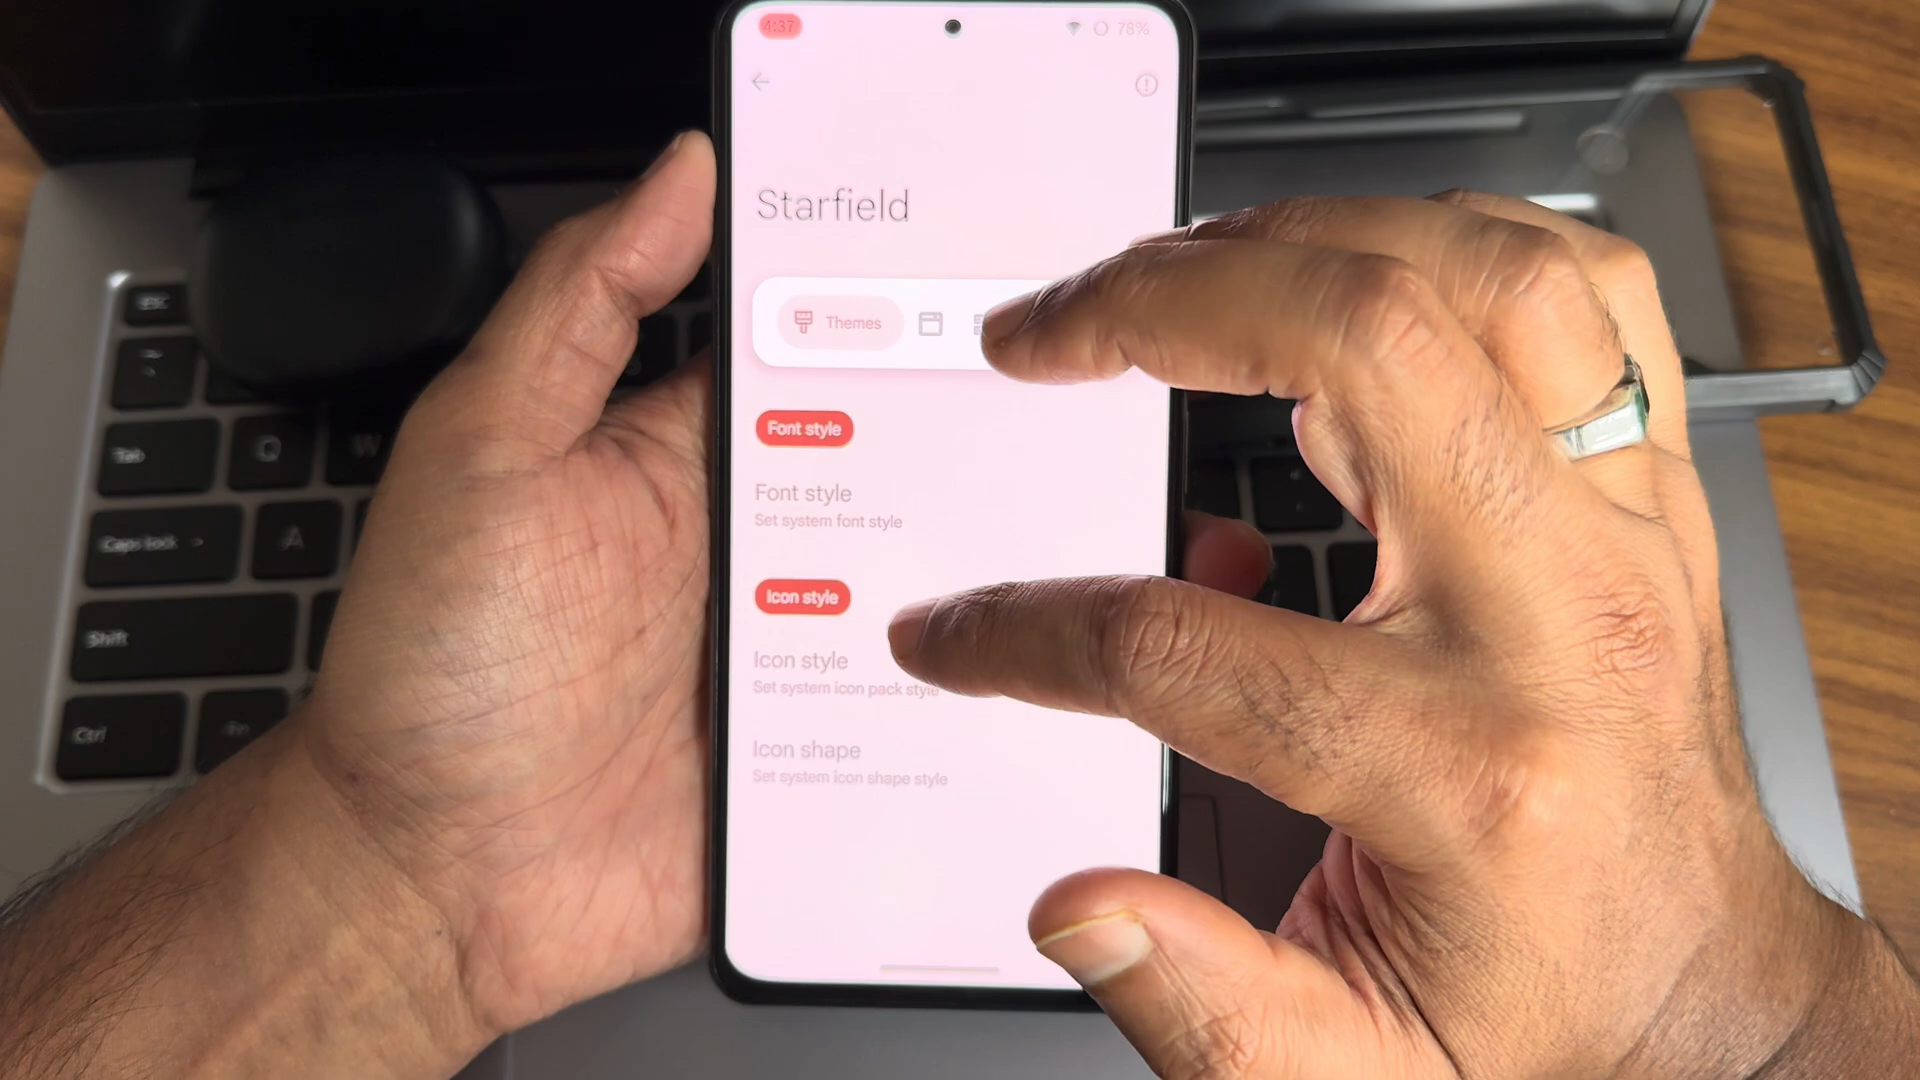 4:37
78%
Starfield
Themes
Font style
Font style
Set system font style
Icon style
Icon style
Set system icon pack style
Icon shape
Set system icon shape style
esc
Tab
Q
W
Caps lock
A
Shift
Ctrl
Fn